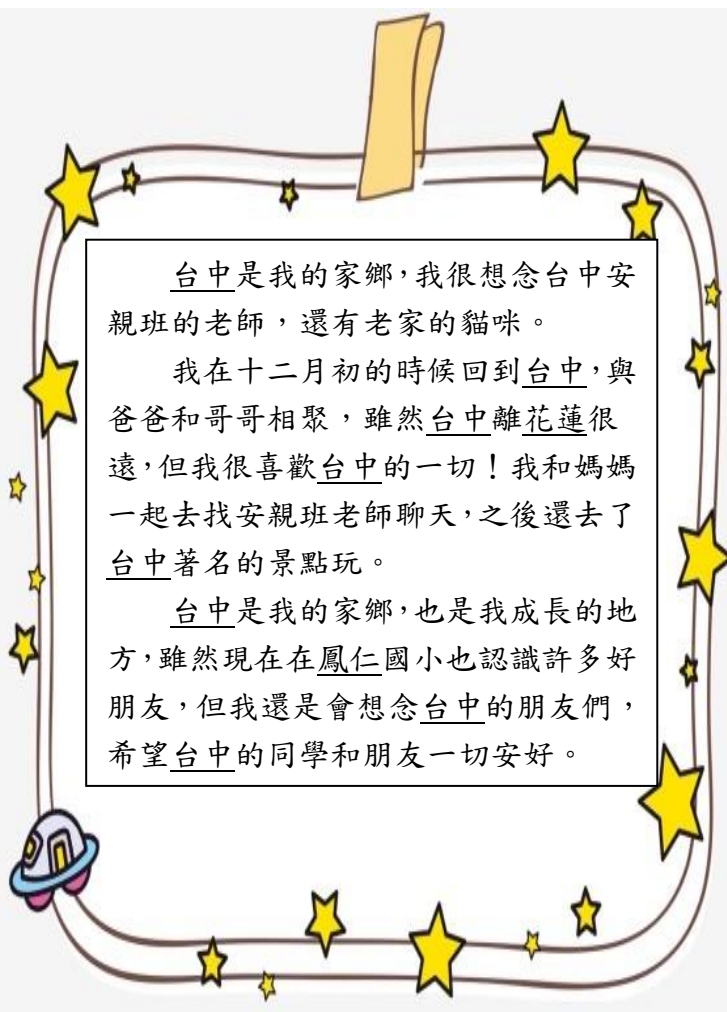 台中是我的家鄉，我很想念台中安
親班的老師，還有老家的貓咪。
我在十二月初的時候回到台中，與
爸爸和哥哥相聚，雖然台中離花蓮很
遠，但我很喜歡台中的一切！我和媽媽
一起去找安親班老師聊天，之後還去了
台中著名的景點玩。
台中是我的家鄉，也是我成長的地
方，雖然現在在鳳仁國小也認識許多好
朋友，但我還是會想念台中的朋友們，
希望台中的同學和朋友一切安好。